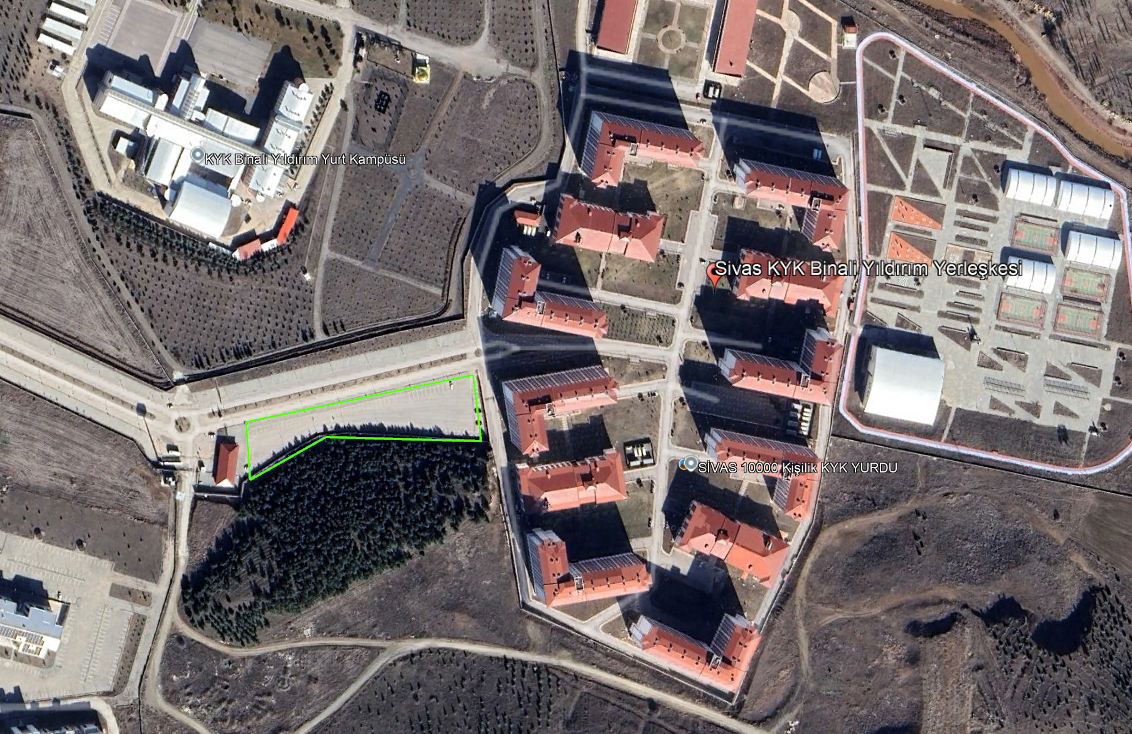 KYK Binali Yıldırım Yurt Kampüsü
Sivas KYK Binali Yıldırım Yerleşkesi
SİVAS 10000 Kişilik KYK YURDU